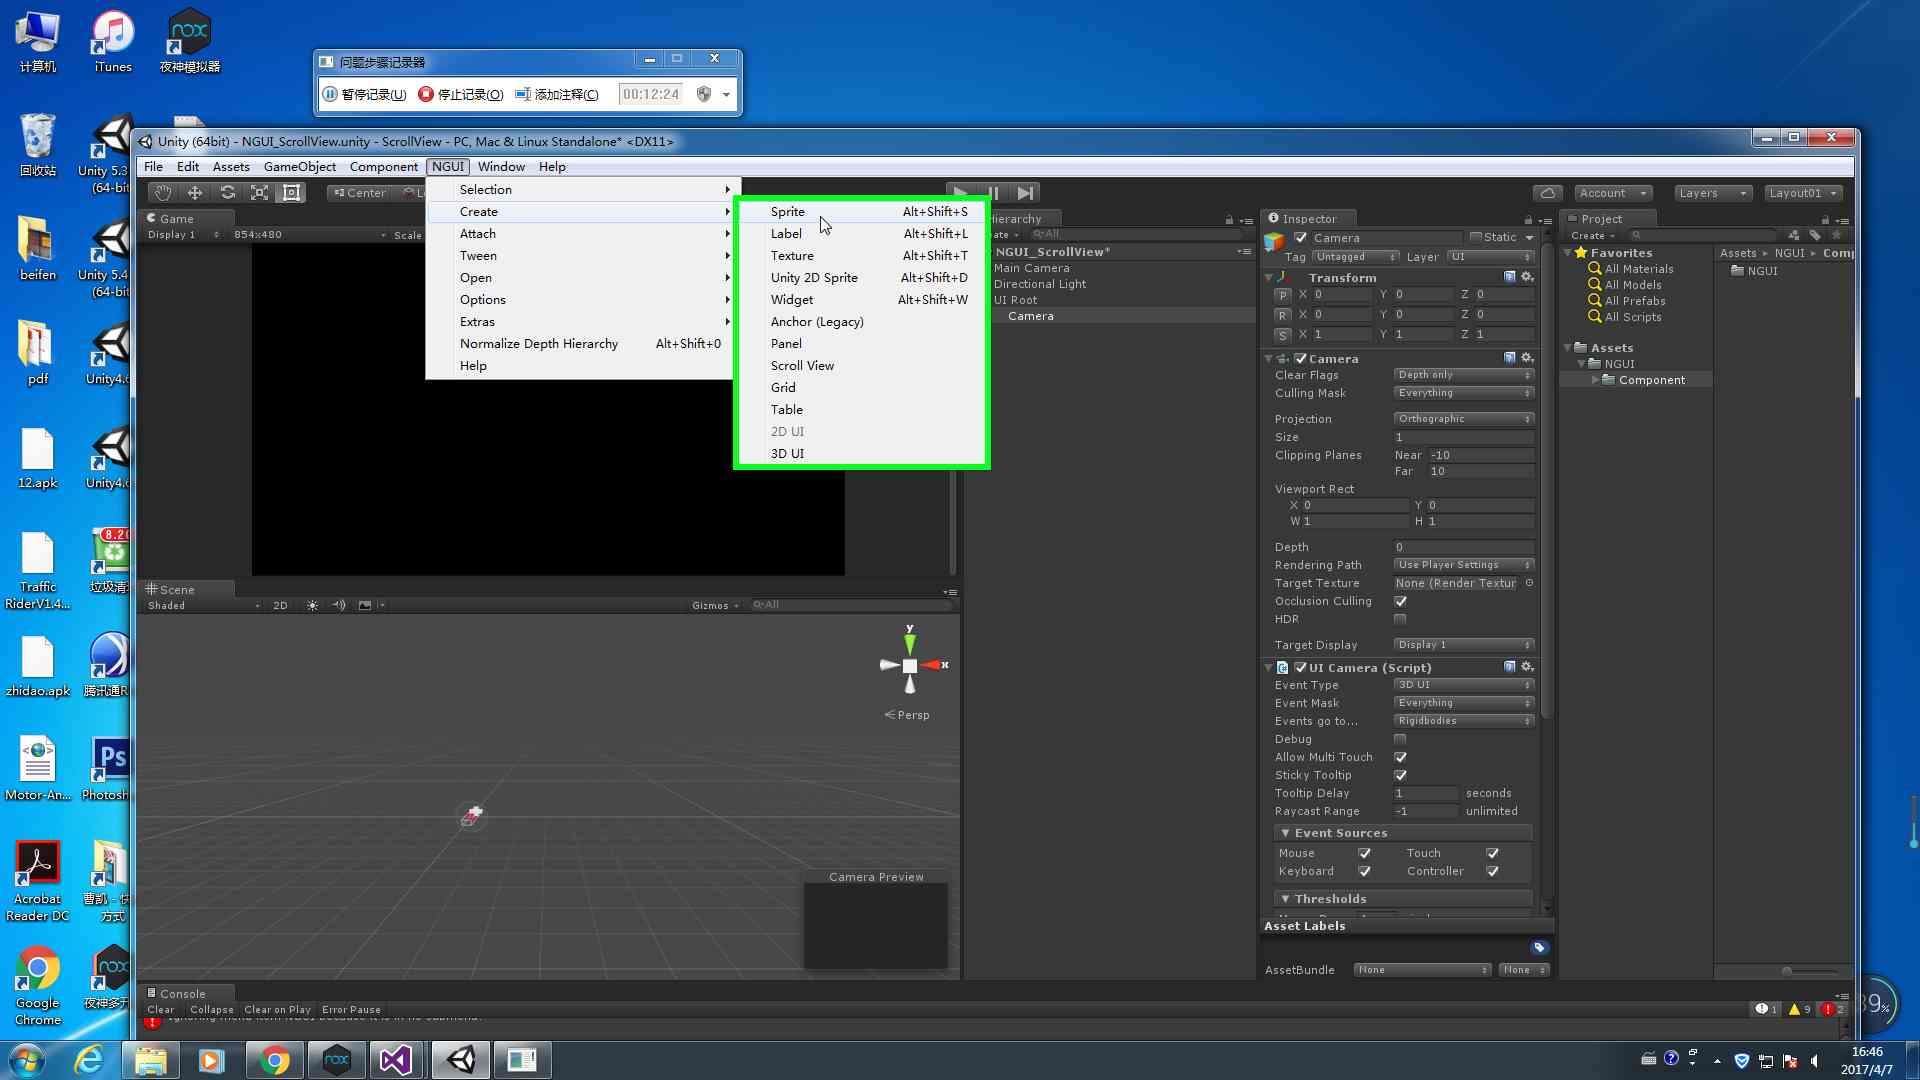 计算机
iTunes
夜神模拟器
回收站
Unity 5.3
(64-bit
beifen
Unity 5.4
(64-bit
pdf
Unity4.6
12.apk
Unity4.6
Traffic
RiderV1.4...
8.20
垃圾清理
zhidao.apk
腾讯通R
Motor-An...
Ps
Photosh
Acrobat
Reader DC
方式
Google
Chrome
nox
夜神多开
问题步骤记录器
暂停记录(U) 停止记录(O) 添加注释(C) 00:12:24
Unity (64bit) - NGUI_ScrollView.unity - ScrollView - PC, Mac & Linux Standalone* <DX11>
File Edit Assets GameObject Component NGUI Window Help
Center
Account Layers Layout01
Selection
Create
Attach
Tween
Open
Options
Extras
Normalize Depth Hierarchy Alt+Shift+0
Help
Sprite Alt+Shift+S
Label Alt+Shift+L
Texture Alt+Shift+T
Unity 2D Sprite Alt+Shift+D
Widget Alt+Shift+W
Anchor (Legacy)
Panel
Scroll View
Grid
Table
2D UI
3D UI
Game
Display 1 854x480 Scale
Scene
Shaded 2D Gizmos All
y
x
Persp
Camera Preview
ierarchy
ate All
NGUI_ScrollView*
Main Camera
Directional Light
UI Root
Camera
Inspector
Camera Static
Tag Untagged Layer UI
Transform
P X 0 Y 0 Z 0
R X 0 Y 0 Z 0
S X 1 Y 1 Z 1
Camera
Clear Flags Depth only
Culling Mask Everything
Projection Orthographic
Size 1
Clipping Planes Near -10
Far 10
Viewport Rect
X 0 Y 0
W 1 H 1
Depth 0
Rendering Path Use Player Settings
Target Texture None (Render Textur
Occlusion Culling
HDR
Target Display Display 1
UI Camera (Script)
Event Type 3D UI
Event Mask Everything
Events go to... Rigidbodies
Debug
Allow Multi Touch
Sticky Tooltip
Tooltip Delay 1 seconds
Raycast Range -1 unlimited
Event Sources
Mouse Touch
Keyboard Controller
Thresholds
Asset Labels
AssetBundle None None
Project
Create
Favorites
All Materials
All Models
All Prefabs
All Scripts
Assets
NGUI
Component
Assets NGUI Comp
NGUI
Console
Clear Collapse Clear on Play Error Pause 1 9 2
39%
16:46
2017/4/7